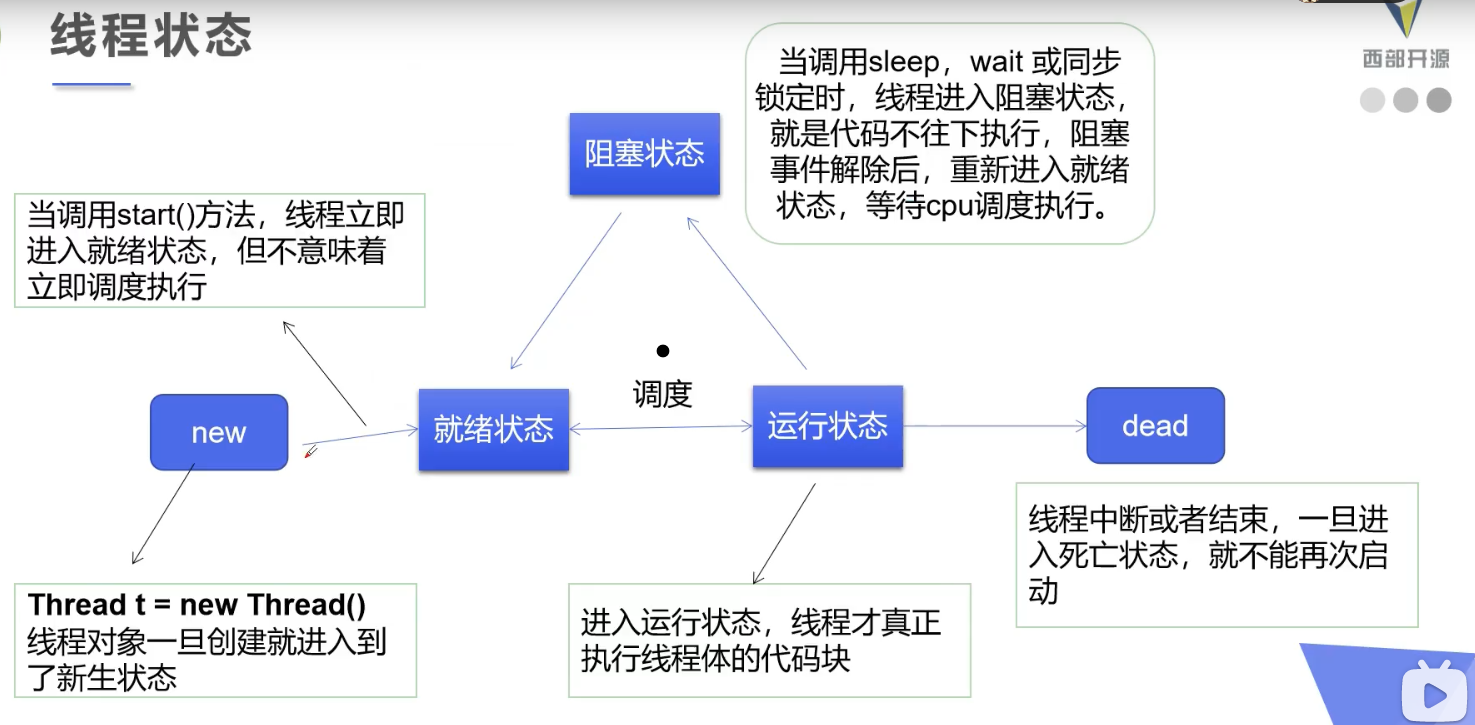 线程状态
西部开源
当调用sleep，wait 或同步
锁定时，线程进入阻塞状态，
就是代码不往下执行，阻塞
事件解除后，重新进入就绪
状态，等待cpu调度执行。
阻塞状态
当调用start()方法，线程立即
进入就绪状态，但不意味着
立即调度执行
调度
new
就绪状态
运行状态
dead
线程中断或者结束，一旦进
入死亡状态，就不能再次启
动
Thread t = new Thread()
线程对象一旦创建就进入到
了新生状态
进入运行状态，线程才真正
执行线程体的代码块